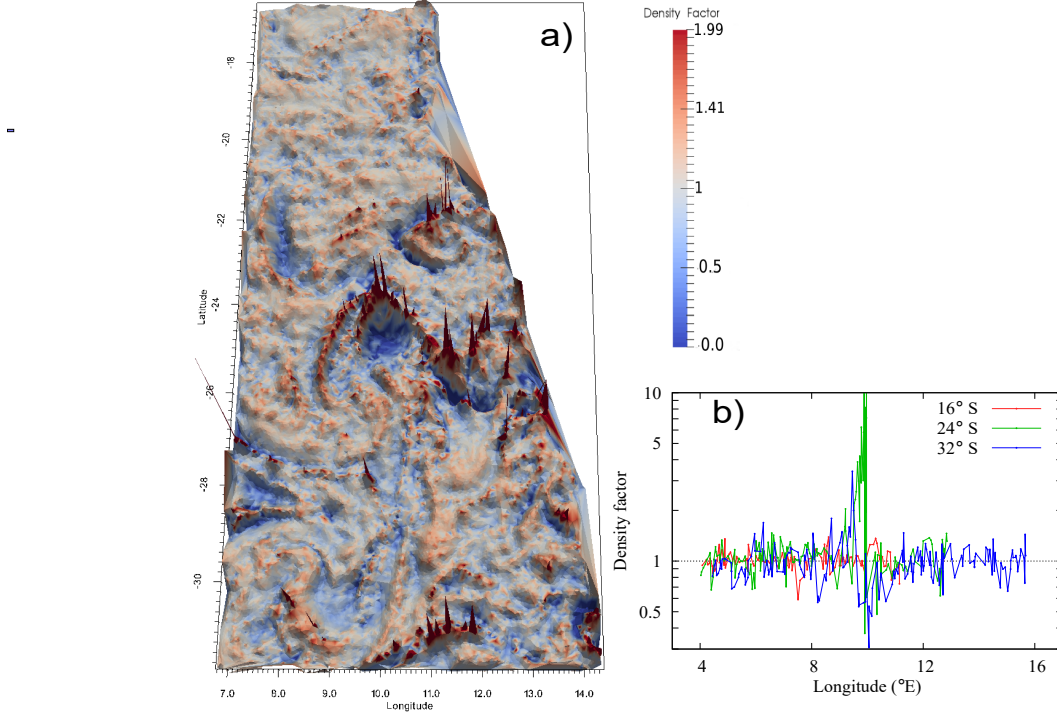 a)
-18
-20
-22
-24
-26
-28
-30
Latitude
7.0 8.0 9.0 10.0 11.0 12.0 13.0 14.0
Longitude
Density Factor
1.99
1.41
1
0.5
0.0
b)
16° S
24° S
32° S
10
5
1
0.5
Density factor
4 8 12 16
Longitude (°E)